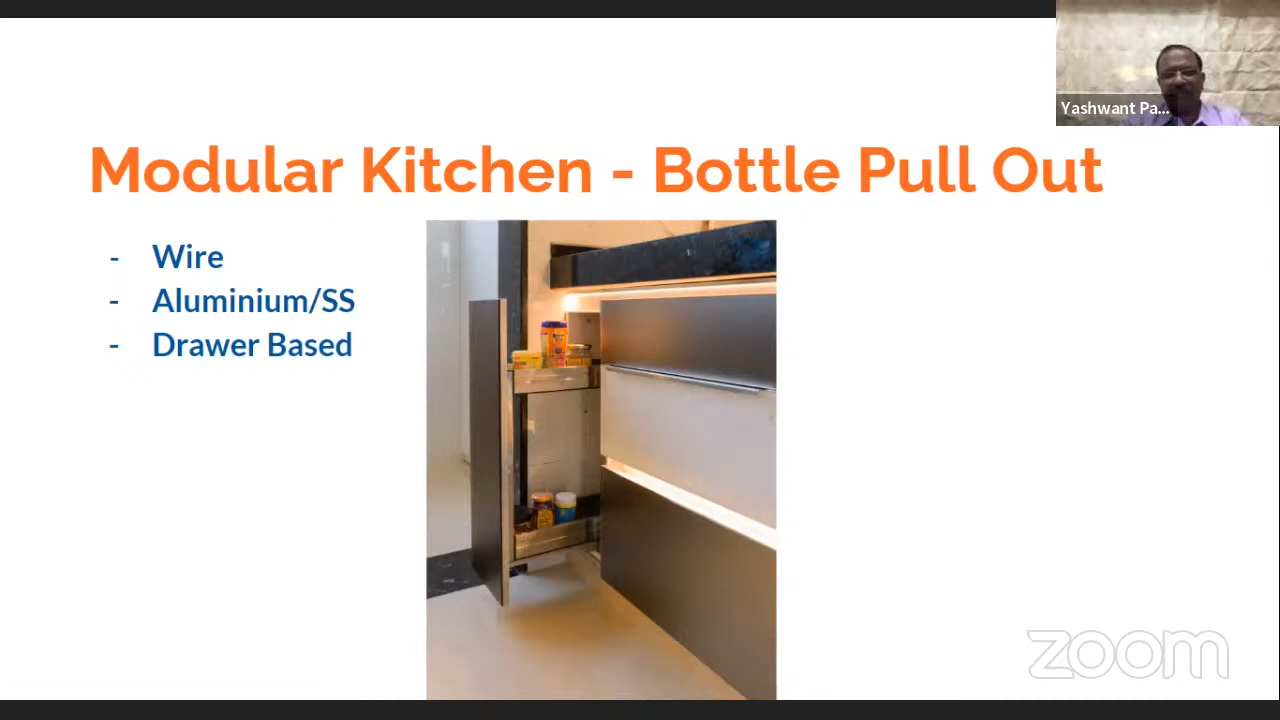 Yashwant Pa...
Modular Kitchen - Bottle Pull Out
- Wire
- Aluminium/SS
- Drawer Based
zoom